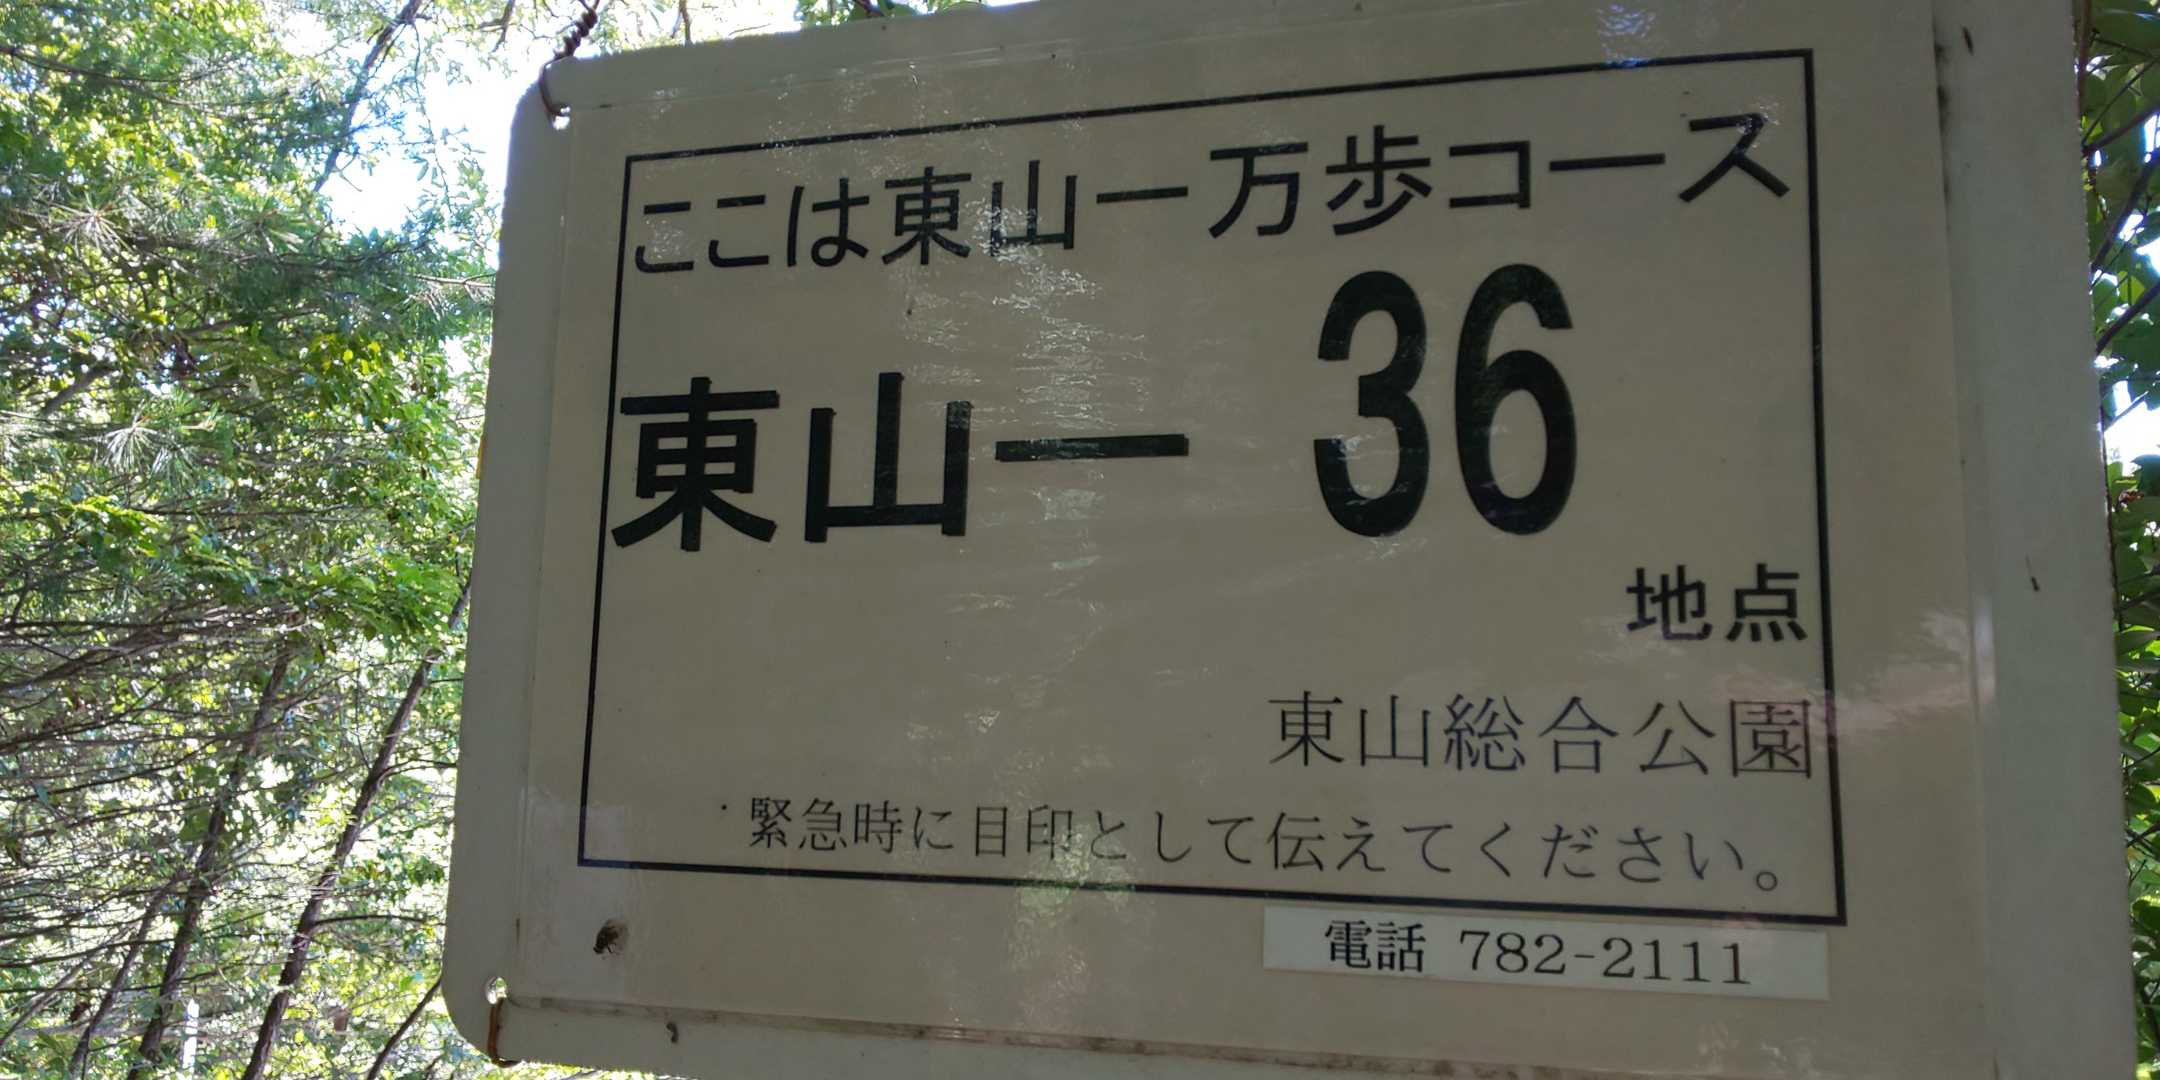 ここは東山一万歩コース
東山ー 36
地点
東山総合公園
・緊急時に目印として伝えてください。
電話 782-2111